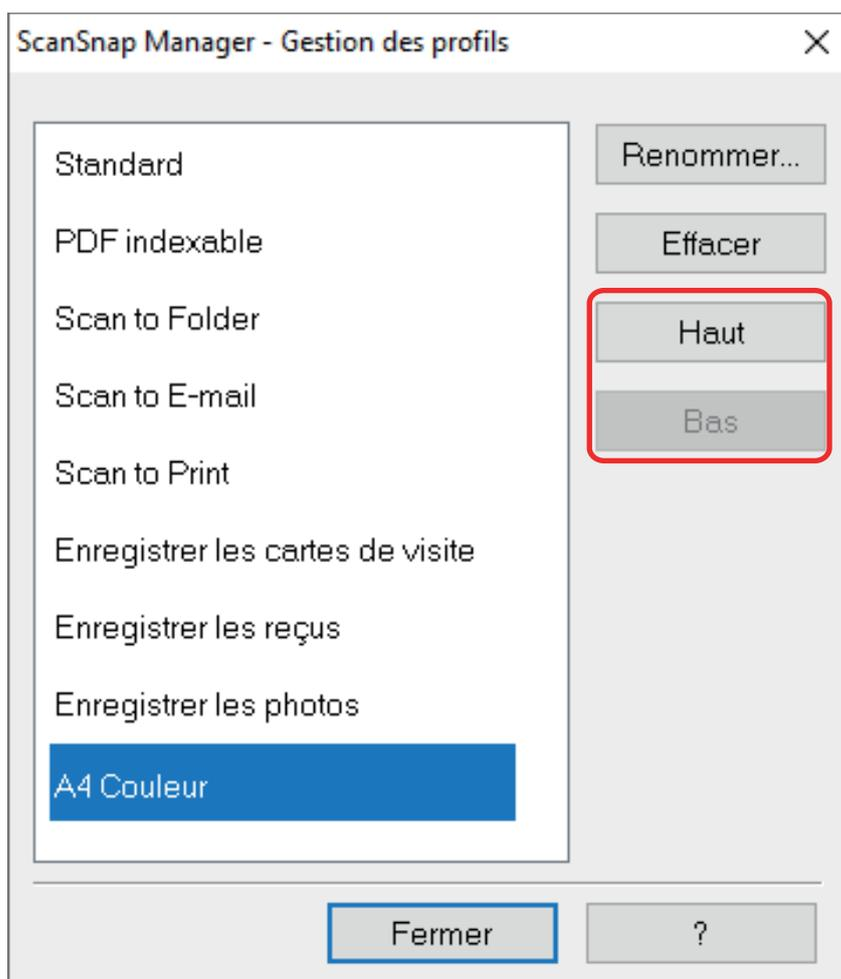 ScanSnap Manager - Gestion des profils
Standard
PDF indexable
Scan to Folder
Scan to E-mail
Scan to Print
Enregistrer les cartes de visite
Enregistrer les reçus
Enregistrer les photos
A4 Couleur
Renommer...
Effacer
Haut
Bas
Fermer
?